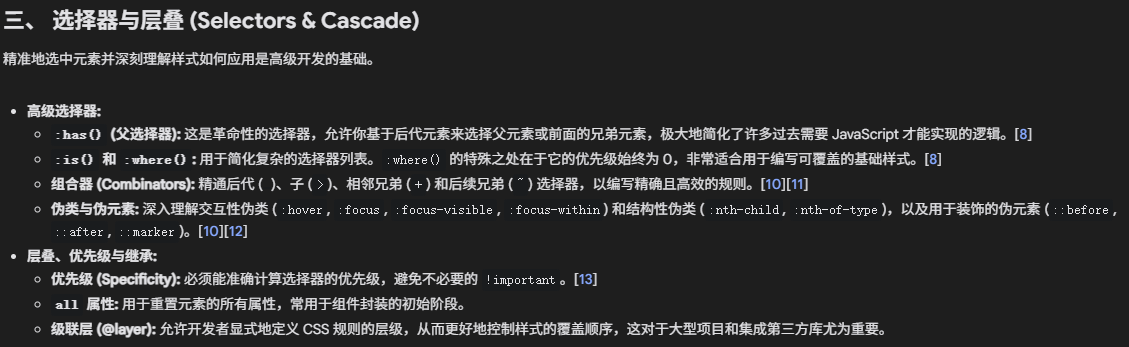 三、 选择器与层叠 (Selectors & Cascade)
精准地选中元素并深刻理解样式如何应用是高级开发的基础。
• 高级选择器:
○ :has() (父选择器): 这是革命性的选择器，允许你基于后代元素来选择父元素或前面的兄弟元素，极大地简化了许多过去需要 JavaScript 才能实现的逻辑。[8]
○ :is() 和 :where() : 用于简化复杂的选择器列表。 :where() 的特殊之处在于它的优先级始终为 0，非常适合用于编写可覆盖的基础样式。[8]
○ 组合器 (Combinators): 精通后代 ( )、子 ( > )、相邻兄弟 ( + ) 和后续兄弟 ( ~ ) 选择器，以编写精确且高效的规则。[10][11]
○ 伪类与伪元素: 深入理解交互性伪类 ( :hover , :focus , :focus-visible , :focus-within ) 和结构性伪类 ( :nth-child , :nth-of-type )，以及用于装饰的伪元素 ( ::before ,
::after , ::marker )。[10][12]
• 层叠、优先级与继承:
○ 优先级 (Specificity): 必须能准确计算选择器的优先级，避免不必要的 !important 。[13]
○ all 属性: 用于重置元素的所有属性，常用于组件封装的初始阶段。
○ 级联层 (@layer): 允许开发者显式地定义 CSS 规则的层级，从而更好地控制样式的覆盖顺序，这对于大型项目和集成第三方库尤为重要。